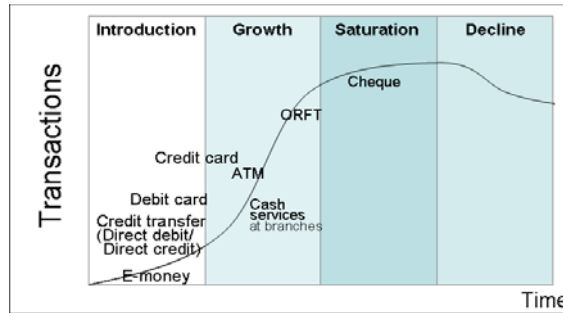 Introduction Growth Saturation Decline
Transactions
Cheque
ORFT
Credit card
ATM
Debit card
Cash
services
at branches
Credit transfer
(Direct debit/
Direct credit)
E-money
Time